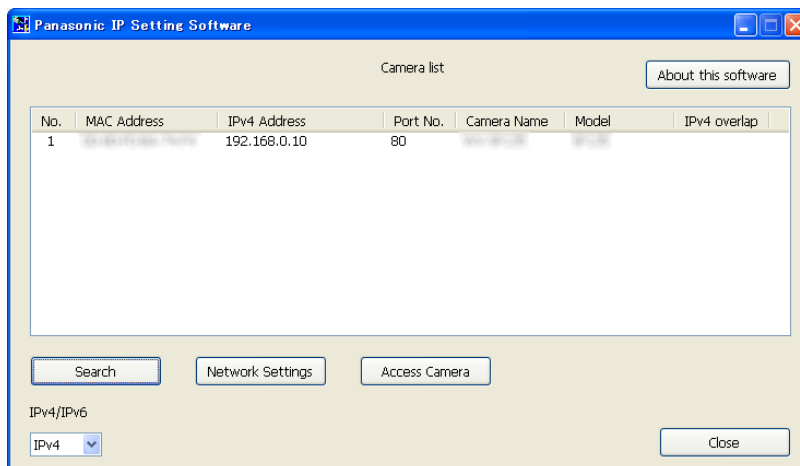 Panasonic IP Setting Software
Camera list
About this software
No. MAC Address IPv4 Address Port No. Camera Name Model IPv4 overlap
1 192.168.0.10 80
Search Network Settings Access Camera
IPv4/IPv6
IPv4 Close